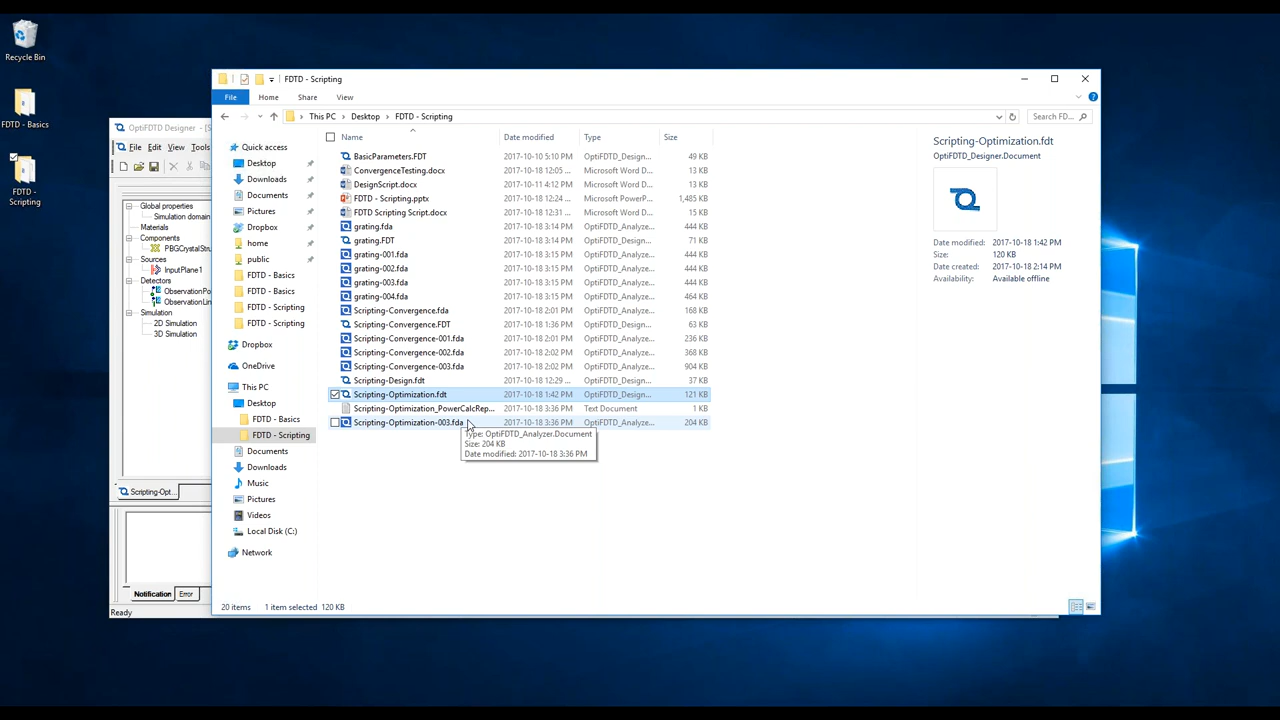 Recycle Bin
FDTD - Basics
FDTD -
Scripting
OptiFDTD Designer - [S
File Edit View Tools
Global properties
Simulation domain
Materials
Components
PBGCrystalStru
Sources
InputPlane1
Detectors
ObservationPo
ObservationLin
Simulation
2D Simulation
3D Simulation
Scripting-Opt...
Notification Error
Ready
FDTD - Scripting
File Home Share View
This PC Desktop FDTD - Scripting
Search FD...
Quick access
Desktop
Downloads
Documents
Pictures
Dropbox
home
public
FDTD - Basics
FDTD - Basics
FDTD - Scripting
FDTD - Scripting
Dropbox
OneDrive
This PC
Desktop
FDTD - Basics
FDTD - Scripting
Documents
Downloads
Music
Pictures
Videos
Local Disk (C:)
Network
Name Date modified Type Size
BasicParameters.FDT 2017-10-10 5:10 PM OptiFDTD_Design... 49 KB
ConvergenceTesting.docx 2017-10-18 12:05 ... Microsoft Word D... 13 KB
DesignScript.docx 2017-10-11 4:12 PM Microsoft Word D... 13 KB
FDTD - Scripting.pptx 2017-10-18 12:24 ... Microsoft PowerP... 1,485 KB
FDTD Scripting Script.docx 2017-10-18 12:31 ... Microsoft Word D... 15 KB
grating.fda 2017-10-18 3:14 PM OptiFDTD_Analyze... 444 KB
grating.FDT 2017-10-18 3:14 PM OptiFDTD_Design... 71 KB
grating-001.fda 2017-10-18 3:15 PM OptiFDTD_Analyze... 444 KB
grating-002.fda 2017-10-18 3:15 PM OptiFDTD_Analyze... 444 KB
grating-003.fda 2017-10-18 3:15 PM OptiFDTD_Analyze... 444 KB
grating-004.fda 2017-10-18 3:15 PM OptiFDTD_Analyze... 464 KB
Scripting-Convergence.fda 2017-10-18 2:01 PM OptiFDTD_Analyze... 168 KB
Scripting-Convergence.FDT 2017-10-18 1:36 PM OptiFDTD_Design... 63 KB
Scripting-Convergence-001.fda 2017-10-18 2:01 PM OptiFDTD_Analyze... 236 KB
Scripting-Convergence-002.fda 2017-10-18 2:02 PM OptiFDTD_Analyze... 368 KB
Scripting-Convergence-003.fda 2017-10-18 2:02 PM OptiFDTD_Analyze... 904 KB
Scripting-Design.fdt 2017-10-18 12:29 ... OptiFDTD_Design... 37 KB
Scripting-Optimization.fdt 2017-10-18 1:42 PM OptiFDTD_Design... 121 KB
Scripting-Optimization_PowerCalcRep... 2017-10-18 3:36 PM Text Document 1 KB
Scripting-Optimization-003.fda 2017-10-18 3:36 PM OptiFDTD_Analyze... 204 KB
Type: OptiFDTD_Analyzer.Document
Size: 204 KB
Date modified: 2017-10-18 3:36 PM
Scripting-Optimization.fdt
OptiFDTD_Designer.Document
Date modified: 2017-10-18 1:42 PM
Size: 120 KB
Date created: 2017-10-18 2:14 PM
Availability: Available offline
20 items 1 item selected 120 KB